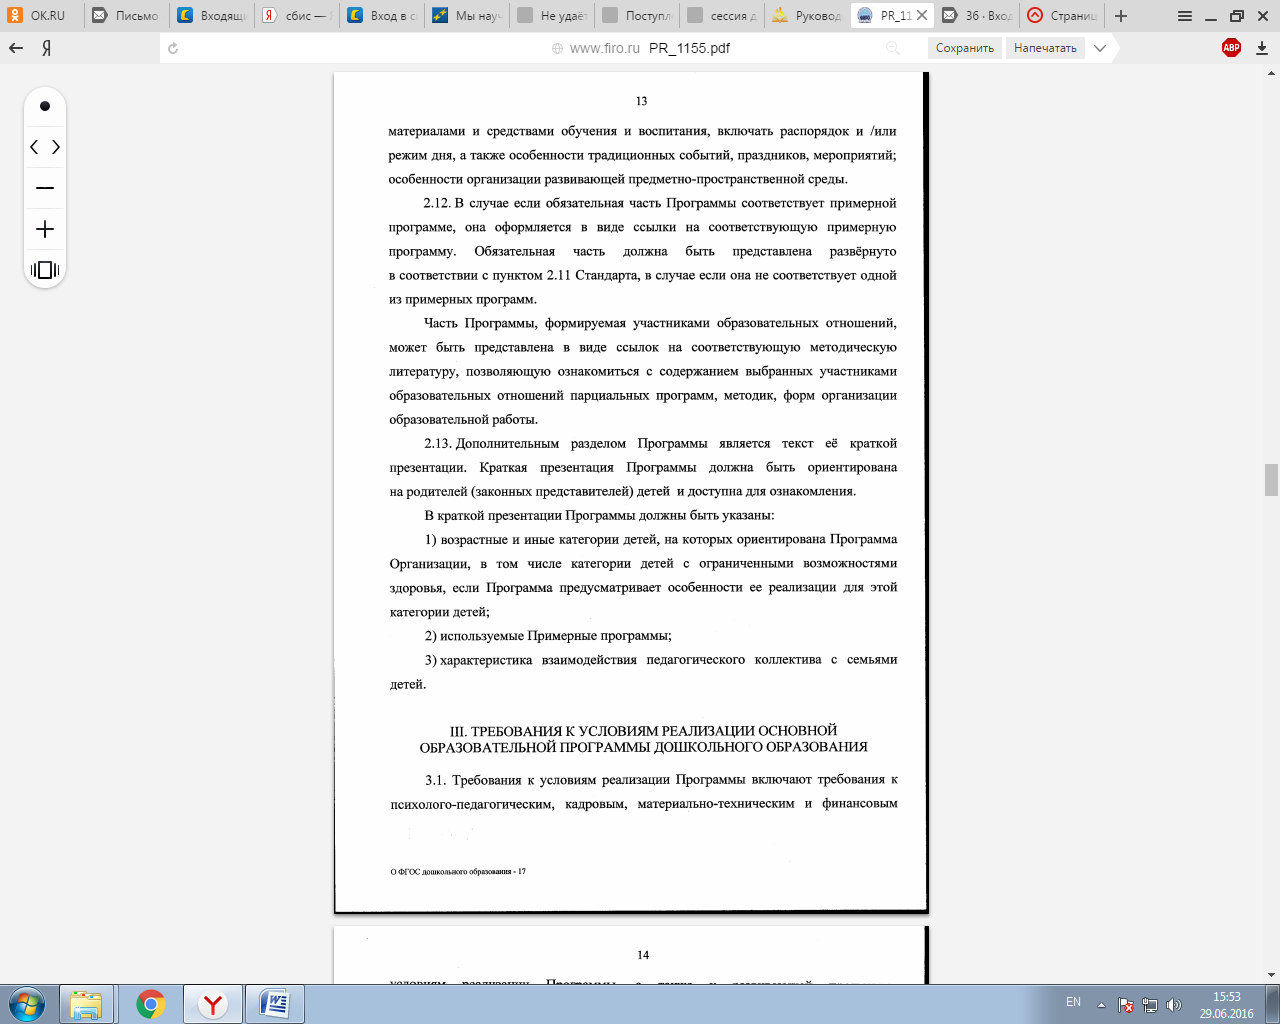 OK.RU
Письмо
Входящи
сбис — Я
Вход в с
Мы науч
Не удаёт
Поступл
сессия д
Руковод
PR_11
36 · Вход
Страниц
www.firo.ru PR_1155.pdf
Сохранить
Напечатать
ABP
13
материалами и средствами обучения и воспитания, включать распорядок и /или
режим дня, а также особенности традиционных событий, праздников, мероприятий;
особенности организации развивающей предметно-пространственной среды.
2.12. В случае если обязательная часть Программы соответствует примерной
программе, она оформляется в виде ссылки на соответствующую примерную
программу. Обязательная часть должна быть представлена развёрнуто
в соответствии с пунктом 2.11 Стандарта, в случае если она не соответствует одной
из примерных программ.
Часть Программы, формируемая участниками образовательных отношений,
может быть представлена в виде ссылок на соответствующую методическую
литературу, позволяющую ознакомиться с содержанием выбранных участниками
образовательных отношений парциальных программ, методик, форм организации
образовательной работы.
2.13. Дополнительным разделом Программы является текст её краткой
презентации. Краткая презентация Программы должна быть ориентирована
на родителей (законных представителей) детей и доступна для ознакомления.
В краткой презентации Программы должны быть указаны:
1) возрастные и иные категории детей, на которых ориентирована Программа
Организации, в том числе категории детей с ограниченными возможностями
здоровья, если Программа предусматривает особенности ее реализации для этой
категории детей;
2) используемые Примерные программы;
3) характеристика взаимодействия педагогического коллектива с семьями
детей.
III. ТРЕБОВАНИЯ К УСЛОВИЯМ РЕАЛИЗАЦИИ ОСНОВНОЙ
ОБРАЗОВАТЕЛЬНОЙ ПРОГРАММЫ ДОШКОЛЬНОГО ОБРАЗОВАНИЯ
3.1. Требования к условиям реализации Программы включают требования к
психолого-педагогическим, кадровым, материально-техническим и финансовым
О ФГОС дошкольного образования - 17
14
EN
15:53
29.06.2016